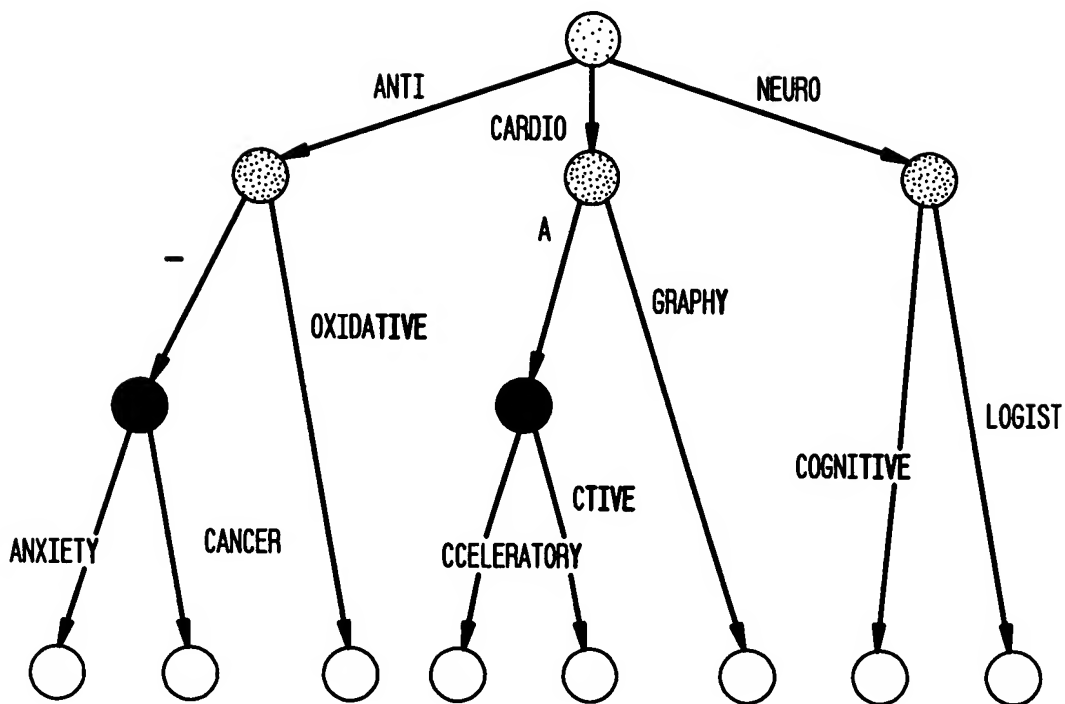 ANTI
NEURO
CARDIO
A
–
GRAPHY
OXIDATIVE
LOGIST
COGNITIVE
CTIVE
CANCER
ANXIETY
CCELERATORY